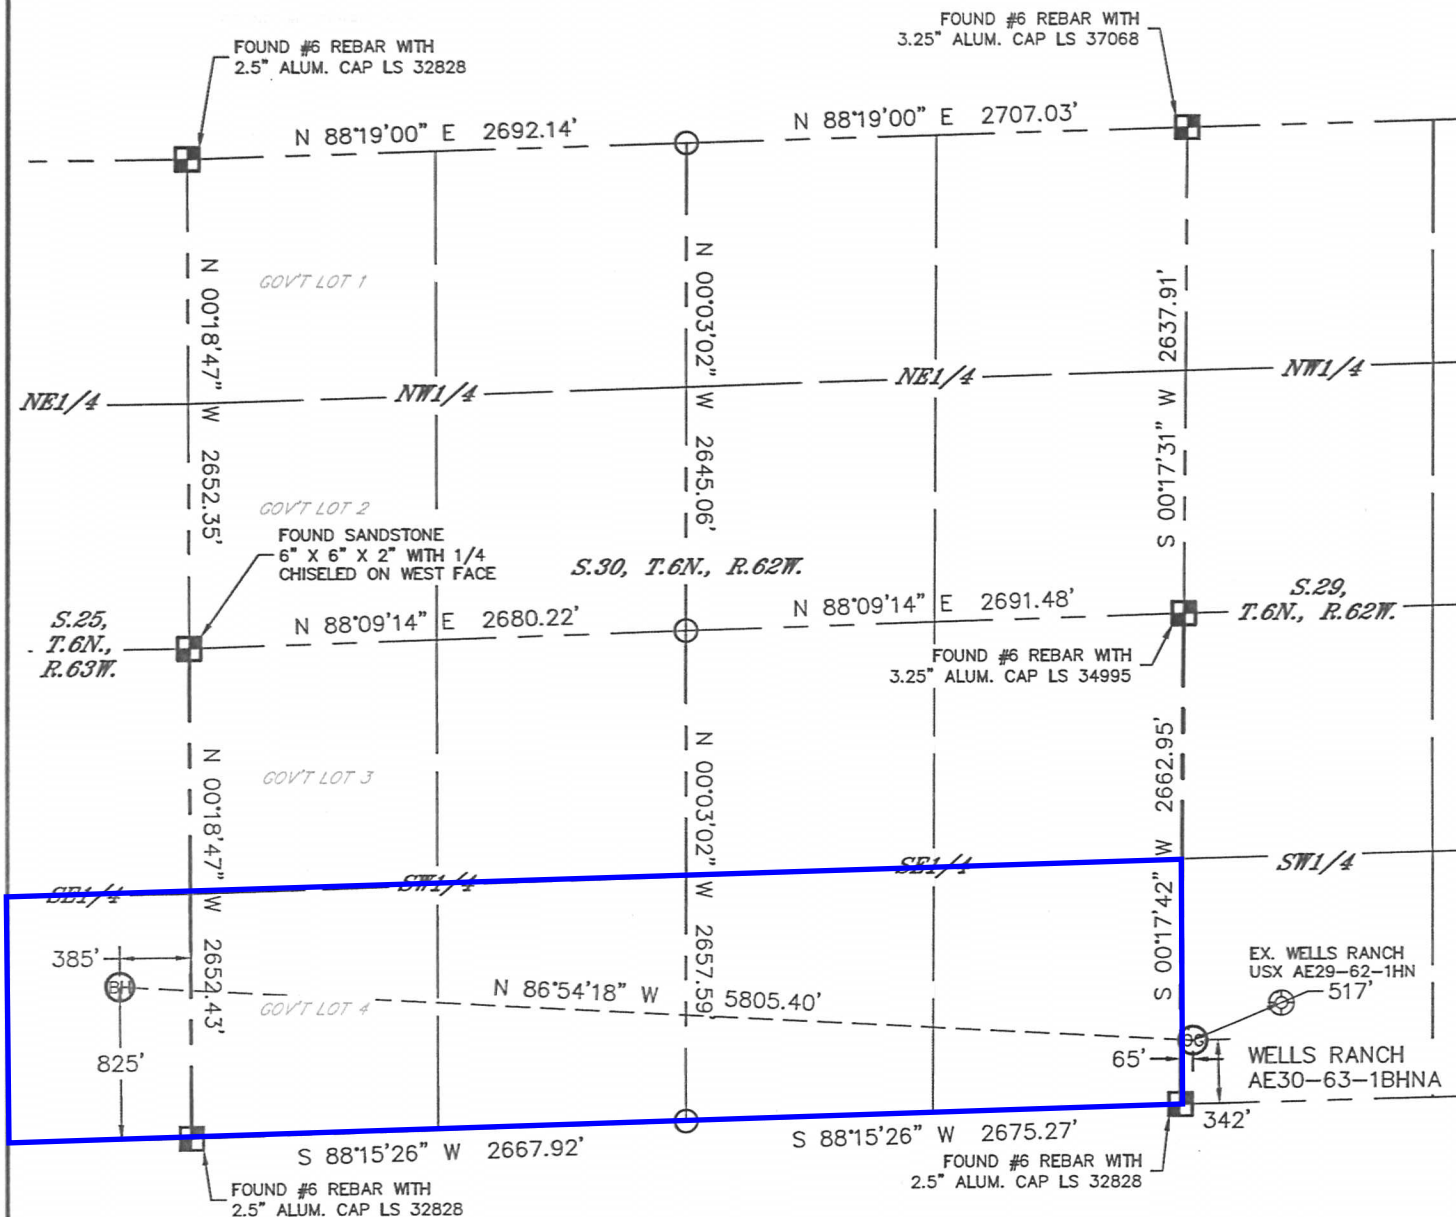 FOUND #6 REBAR WITH
3.25" ALUM. CAP LS 37068
FOUND #6 REBAR WITH
2.5" ALUM. CAP LS 32828
N 88°19'00" E 2692.14'
N 88°19'00" E 2707.03'
N 00°18'47" W 2652.35'
GOV'T LOT 1
N 00°03'02" W 2645.06'
S 00°17'31" W 2637.91'
NE1/4
NW1/4
NE1/4
NW1/4
GOV'T LOT 2
FOUND SANDSTONE
6" X 6" X 2" WITH 1/4
CHISELED ON WEST FACE
S.30, T.6N., R.62W.
S.25,
T.6N.,
R.63W.
N 88°09'14" E 2680.22'
N 88°09'14" E 2691.48'
S.29,
T.6N., R.62W.
FOUND #6 REBAR WITH
3.25" ALUM. CAP LS 34995
N 00°18'47" W 2652.43'
GOV'T LOT 3
N 00°03'02" W 2657.59'
S 00°17'42" W 2662.95'
SE1/4
SW1/4
SE1/4
SW1/4
385'
BH
N 86°54'18" W 5805.40'
GOV'T LOT 4
825'
EX. WELLS RANCH
USX AE29-62-1HN
517'
65'
WELLS RANCH
AE30-63-1BHNA
342'
S 88°15'26" W 2667.92'
S 88°15'26" W 2675.27'
FOUND #6 REBAR WITH
2.5" ALUM. CAP LS 32828
FOUND #6 REBAR WITH
2.5" ALUM. CAP LS 32828